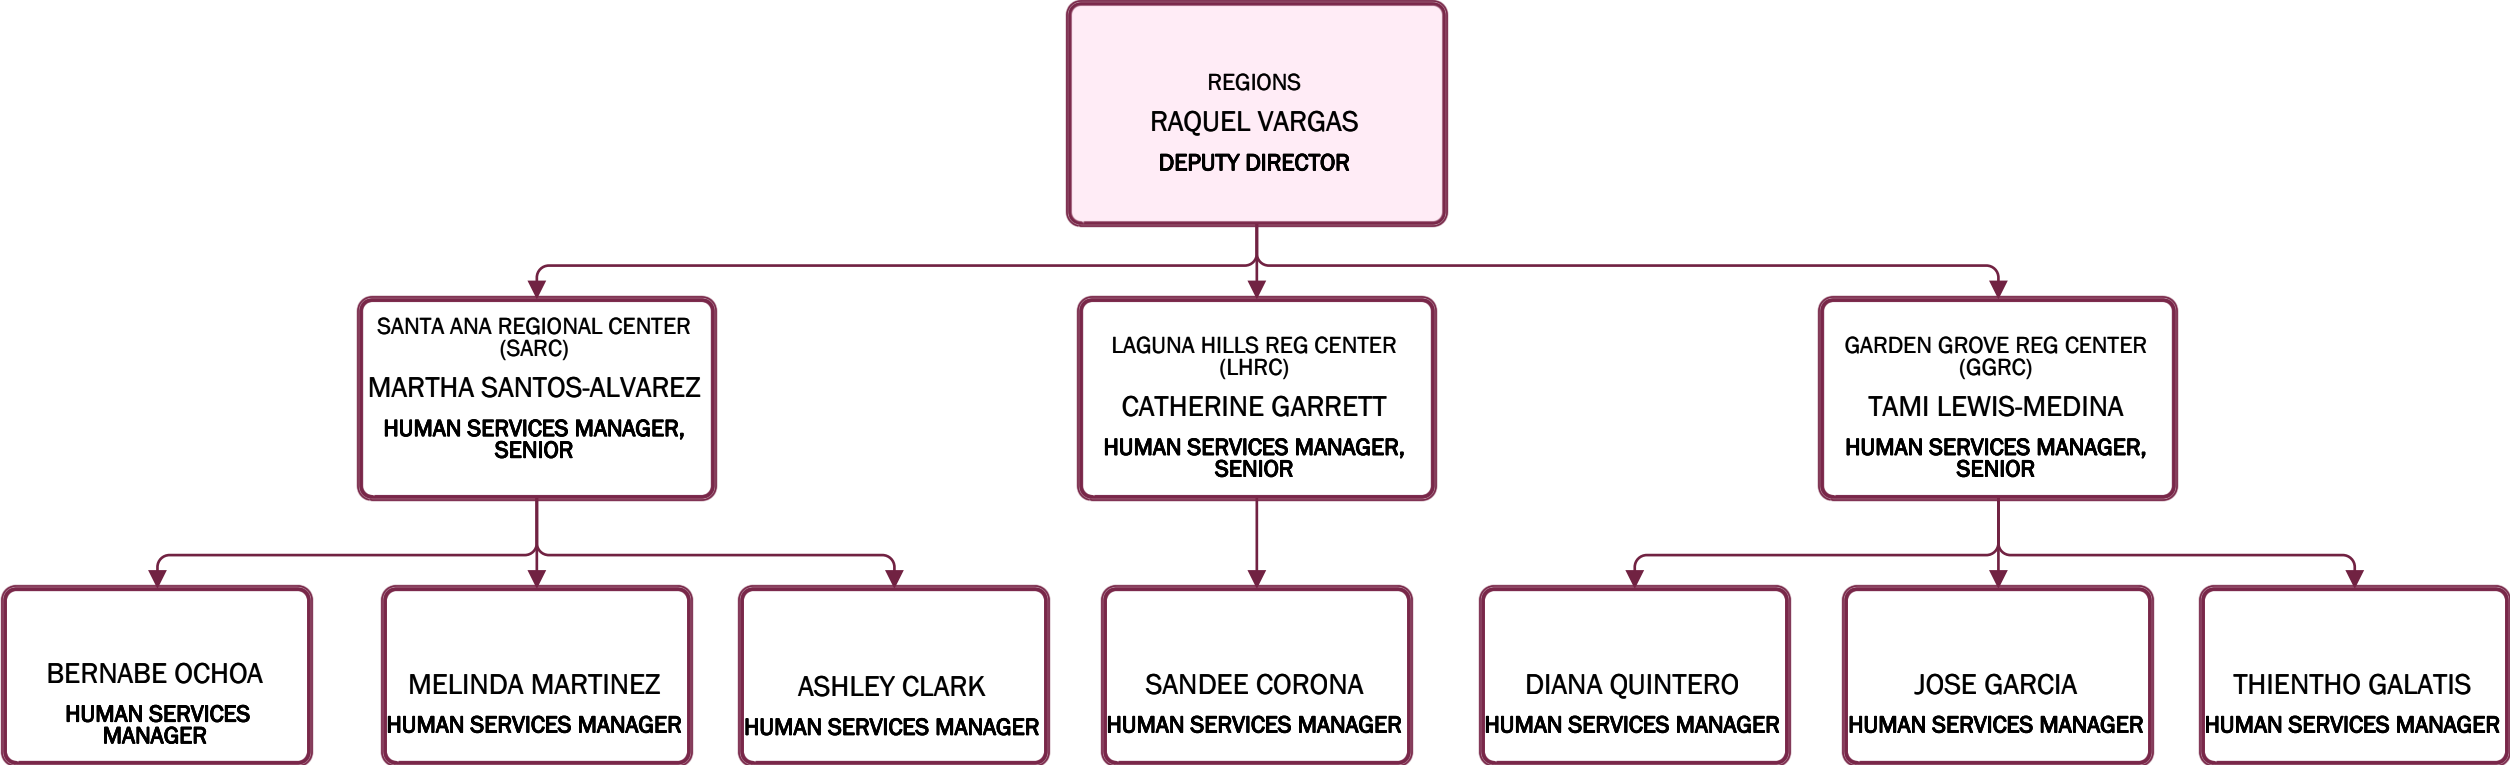 REGIONS
RAQUEL VARGAS
DEPUTY DIRECTOR
SANTA ANA REGIONAL CENTER
(SARC)
MARTHA SANTOS-ALVAREZ
HUMAN SERVICES MANAGER,
SENIOR
LAGUNA HILLS REG CENTER
(LHRC)
CATHERINE GARRETT
HUMAN SERVICES MANAGER,
SENIOR
GARDEN GROVE REG CENTER
(GGRC)
TAMI LEWIS-MEDINA
HUMAN SERVICES MANAGER,
SENIOR
BERNABE OCHOA
HUMAN SERVICES
MANAGER
MELINDA MARTINEZ
HUMAN SERVICES MANAGER
ASHLEY CLARK
HUMAN SERVICES MANAGER
SANDEE CORONA
HUMAN SERVICES MANAGER
DIANA QUINTERO
HUMAN SERVICES MANAGER
JOSE GARCIA
HUMAN SERVICES MANAGER
THIENTHO GALATIS
HUMAN SERVICES MANAGER